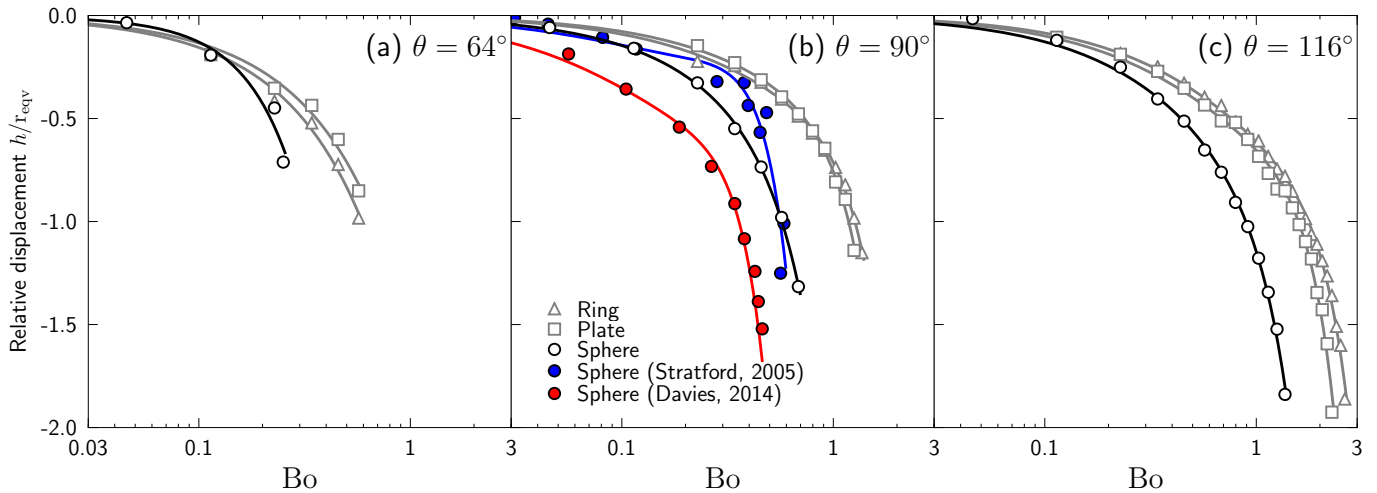 Relative displacement h/r_eqv
0.0
-0.5
-1.0
-1.5
-2.0
(a) θ = 64°
(b) θ = 90°
(c) θ = 116°
Ring
Plate
Sphere
Sphere (Stratford, 2005)
Sphere (Davies, 2014)
0.03 0.1 1 3 0.1 1 3 0.1 1 3
Bo Bo Bo